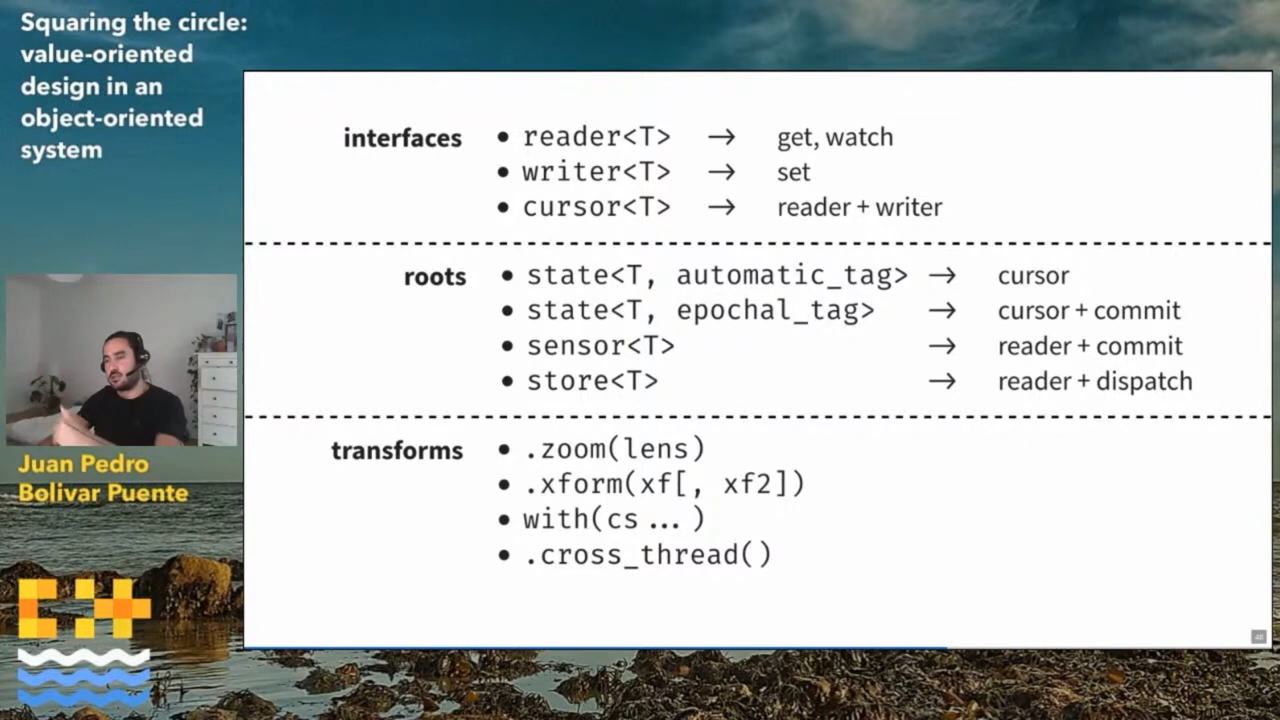 Squaring the circle:
value-oriented
design in an
object-oriented
system
interfaces • reader<T> → get, watch
• writer<T> → set
• cursor<T> → reader + writer
roots • state<T, automatic_tag> → cursor
• state<T, epochal_tag> → cursor + commit
• sensor<T> → reader + commit
• store<T> → reader + dispatch
transforms • .zoom(lens)
• .xform(xf[, xf2])
• with(cs...)
• .cross_thread()
Juan Pedro
Bolivar Puente
C++